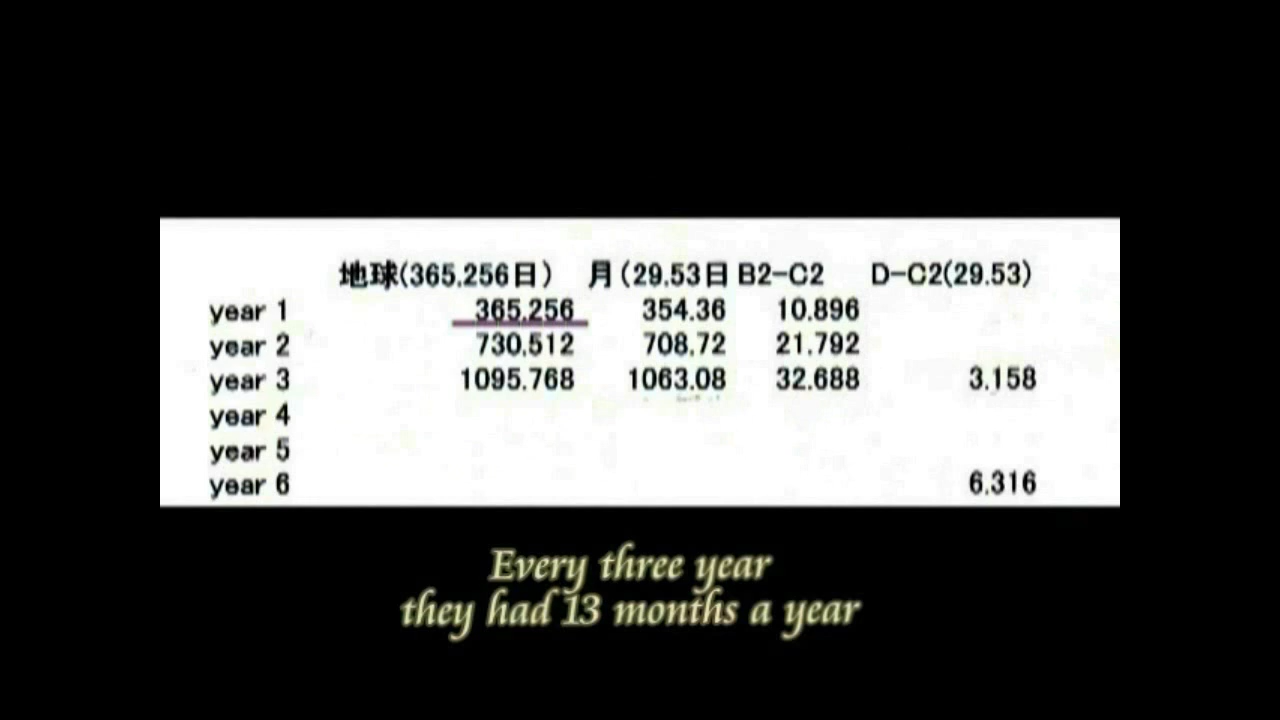 地球(365.256日) 月(29.53日 B2-C2 D-C2(29.53)
year 1 365.256 354.36 10.896
year 2 730.512 708.72 21.792
year 3 1095.768 1063.08 32.688 3.158
year 4
year 5
year 6 6.316
Every three year
they had 13 months a year